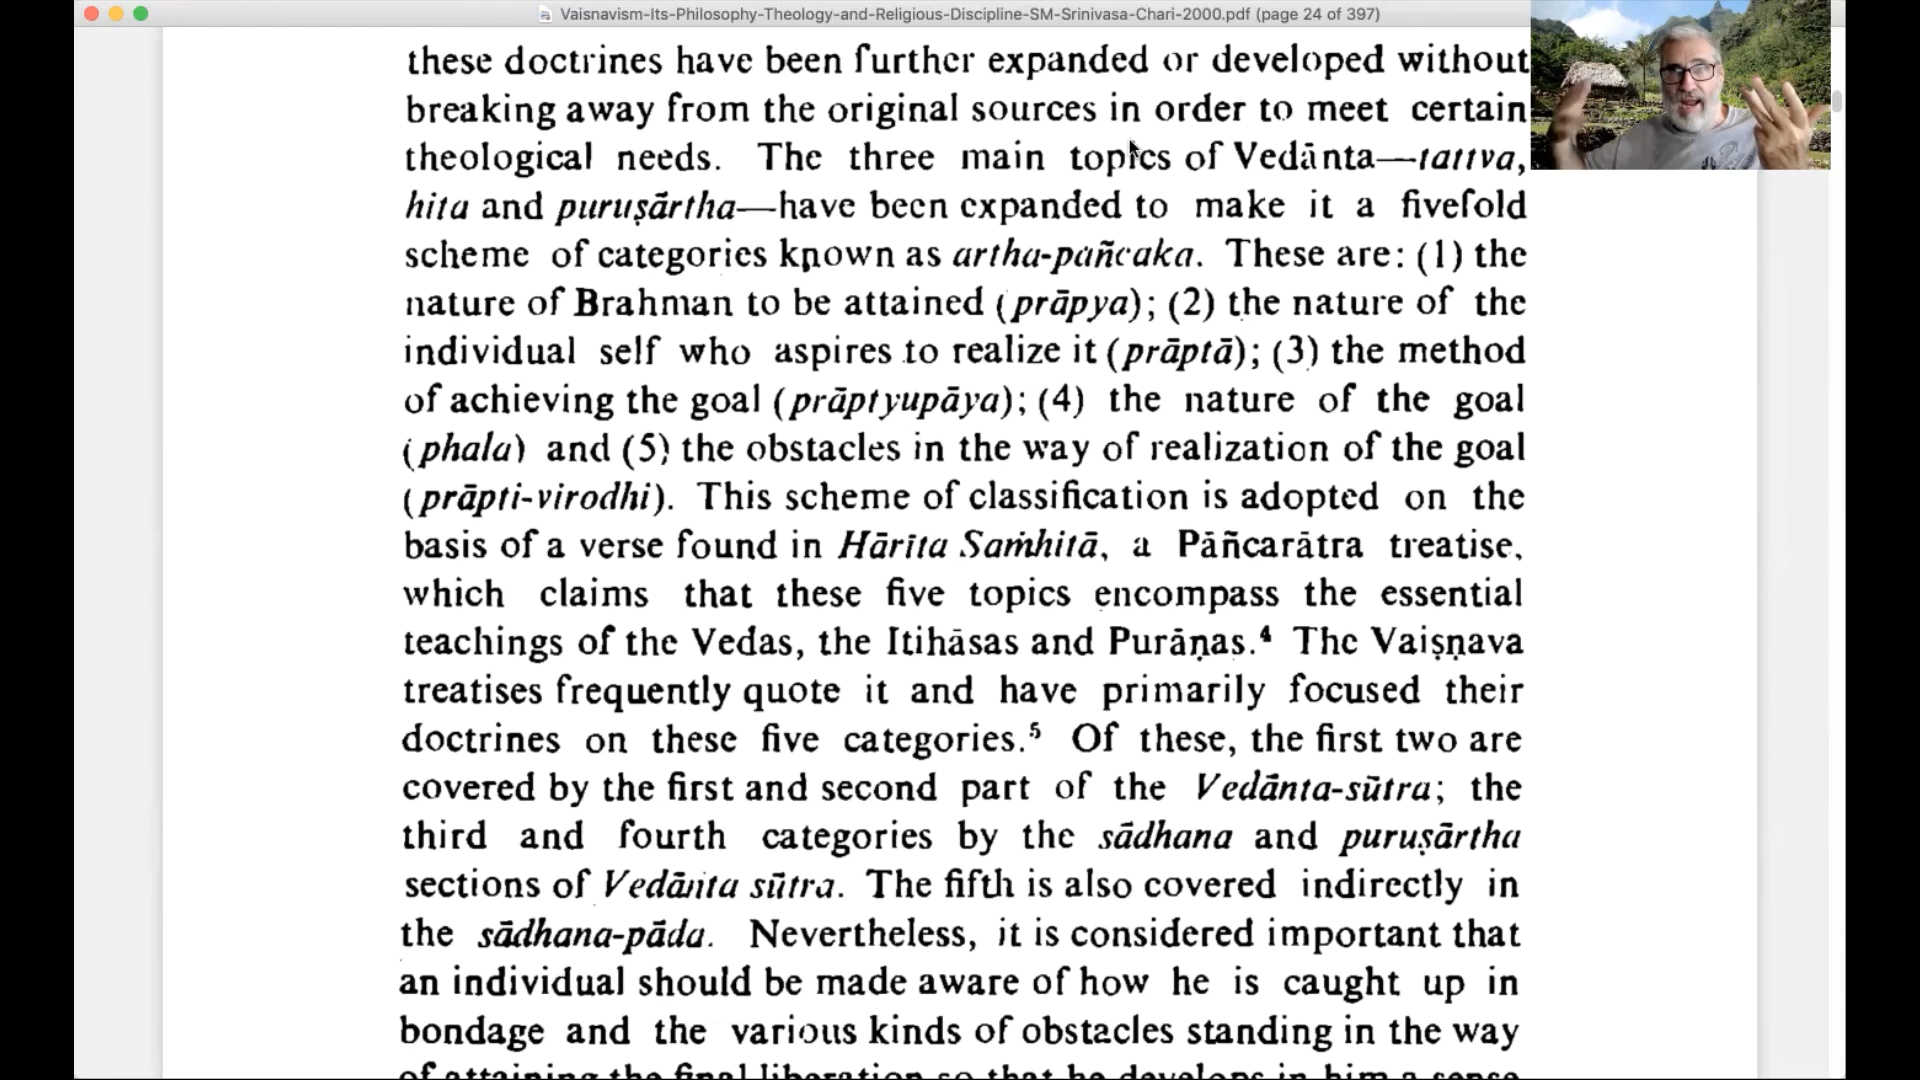 Vaisnavism-Its-Philosophy-Theology-and-Religious-Discipline-SM-Srinivasa-Chari-2000.pdf (page 24 of 397)
these doctrines have been further expanded or developed without
breaking away from the original sources in order to meet certain
theological needs. The three main topics of Vedānta—tattva,
hita and puruṣārtha—have been expanded to make it a fivefold
scheme of categories known as artha-pañcaka. These are: (1) the
nature of Brahman to be attained (prāpya); (2) the nature of the
individual self who aspires to realize it (prāptā); (3) the method
of achieving the goal (prāptyupāya); (4) the nature of the goal
(phala) and (5) the obstacles in the way of realization of the goal
(prāpti-virodhi). This scheme of classification is adopted on the
basis of a verse found in Hārīta Saṁhitā, a Pāñcarātra treatise,
which claims that these five topics encompass the essential
teachings of the Vedas, the Itihāsas and Purāṇas.⁴ The Vaiṣṇava
treatises frequently quote it and have primarily focused their
doctrines on these five categories.⁵ Of these, the first two are
covered by the first and second part of the Vedānta-sūtra; the
third and fourth categories by the sādhana and puruṣārtha
sections of Vedānta sūtra. The fifth is also covered indirectly in
the sādhana-pāda. Nevertheless, it is considered important that
an individual should be made aware of how he is caught up in
bondage and the various kinds of obstacles standing in the way
of attaining the final liberation so that he develops in him a sense